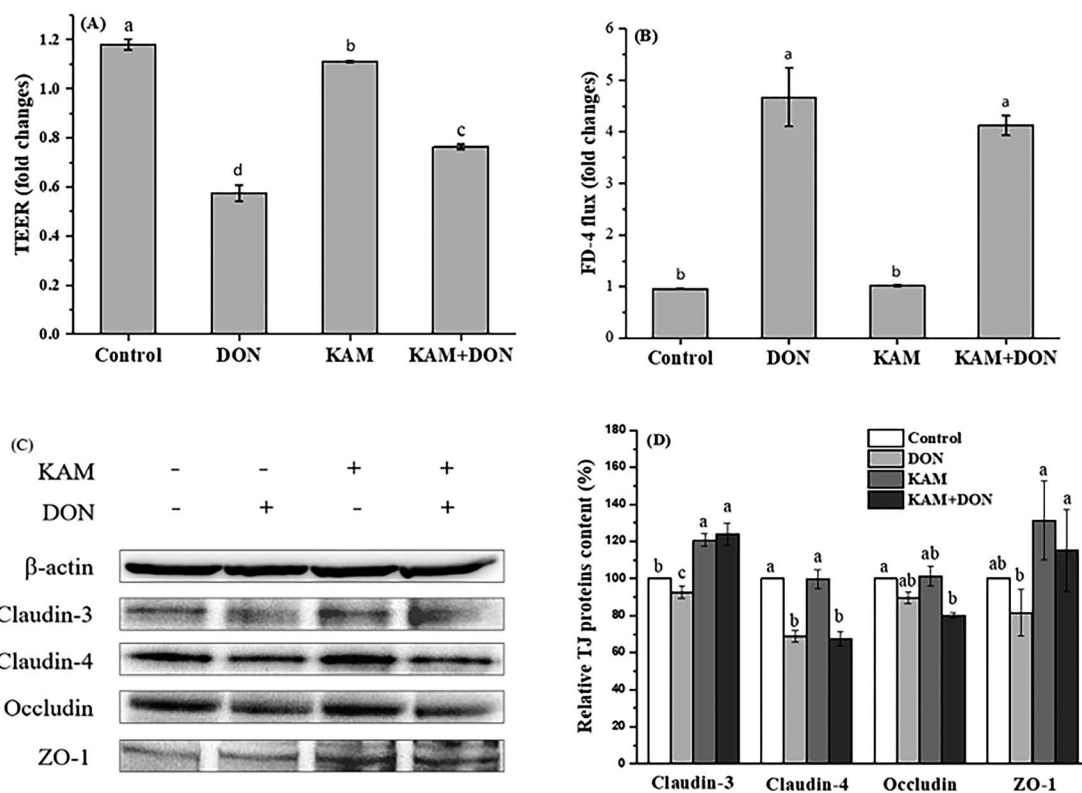 (A)
TEER (fold changes)
1.2
1.0
0.8
0.6
0.4
0.2
0.0
a
d
b
c
Control DON KAM KAM+DON
(B)
FD-4 flux (fold changes)
6
5
4
3
2
1
0
b
a
b
a
Control DON KAM KAM+DON
(C)
KAM - - + +
DON - + - +
β-actin
Claudin-3
Claudin-4
Occludin
ZO-1
(D)
Relative TJ proteins content (%)
180
160
140
120
100
80
60
40
20
0
Control
DON
KAM
KAM+DON
b c a a
a b a b
a ab ab b
ab b a a
Claudin-3 Claudin-4 Occludin ZO-1